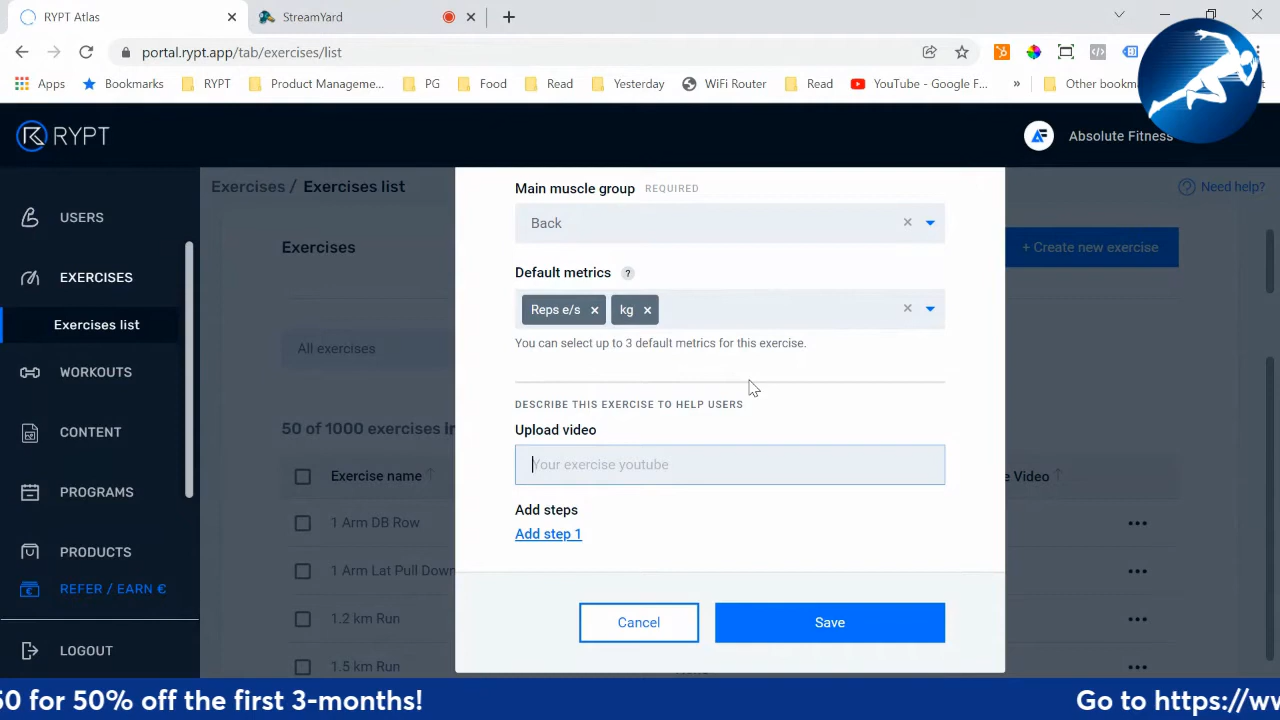 RYPT Atlas
StreamYard
portal.rypt.app/tab/exercises/list
Apps
Bookmarks
RYPT
Product Manageme...
PG
Food
Read
Yesterday
WiFi Router
Read
YouTube - Google F...
»
Other bookm
RYPT
Absolute Fitness
USERS
EXERCISES
Exercises list
WORKOUTS
CONTENT
PROGRAMS
PRODUCTS
REFER / EARN €
LOGOUT
Exercises / Exercises list
Need help?
Exercises
+ Create new exercise
All exercises
50 of 1000 exercises i
Exercise name
e Video
1 Arm DB Row
1 Arm Lat Pull Down
1.2 km Run
1.5 km Run
Main muscle group REQUIRED
Back
Default metrics ?
Reps e/s × kg ×
You can select up to 3 default metrics for this exercise.
DESCRIBE THIS EXERCISE TO HELP USERS
Upload video
Your exercise youtube
Add steps
Add step 1
Cancel
Save
50 for 50% off the first 3-months!
Go to https://ww